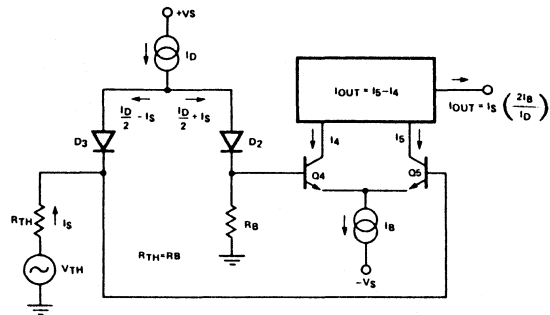 +VS
ID
ID/2 - IS
ID/2 + IS
IOUT = I5-I4
IOUT = IS (2IB/ID)
D3
D2
I4
I5
Q4
Q5
RTH
IS
RB
IB
VTH
RTH=RB
-VS